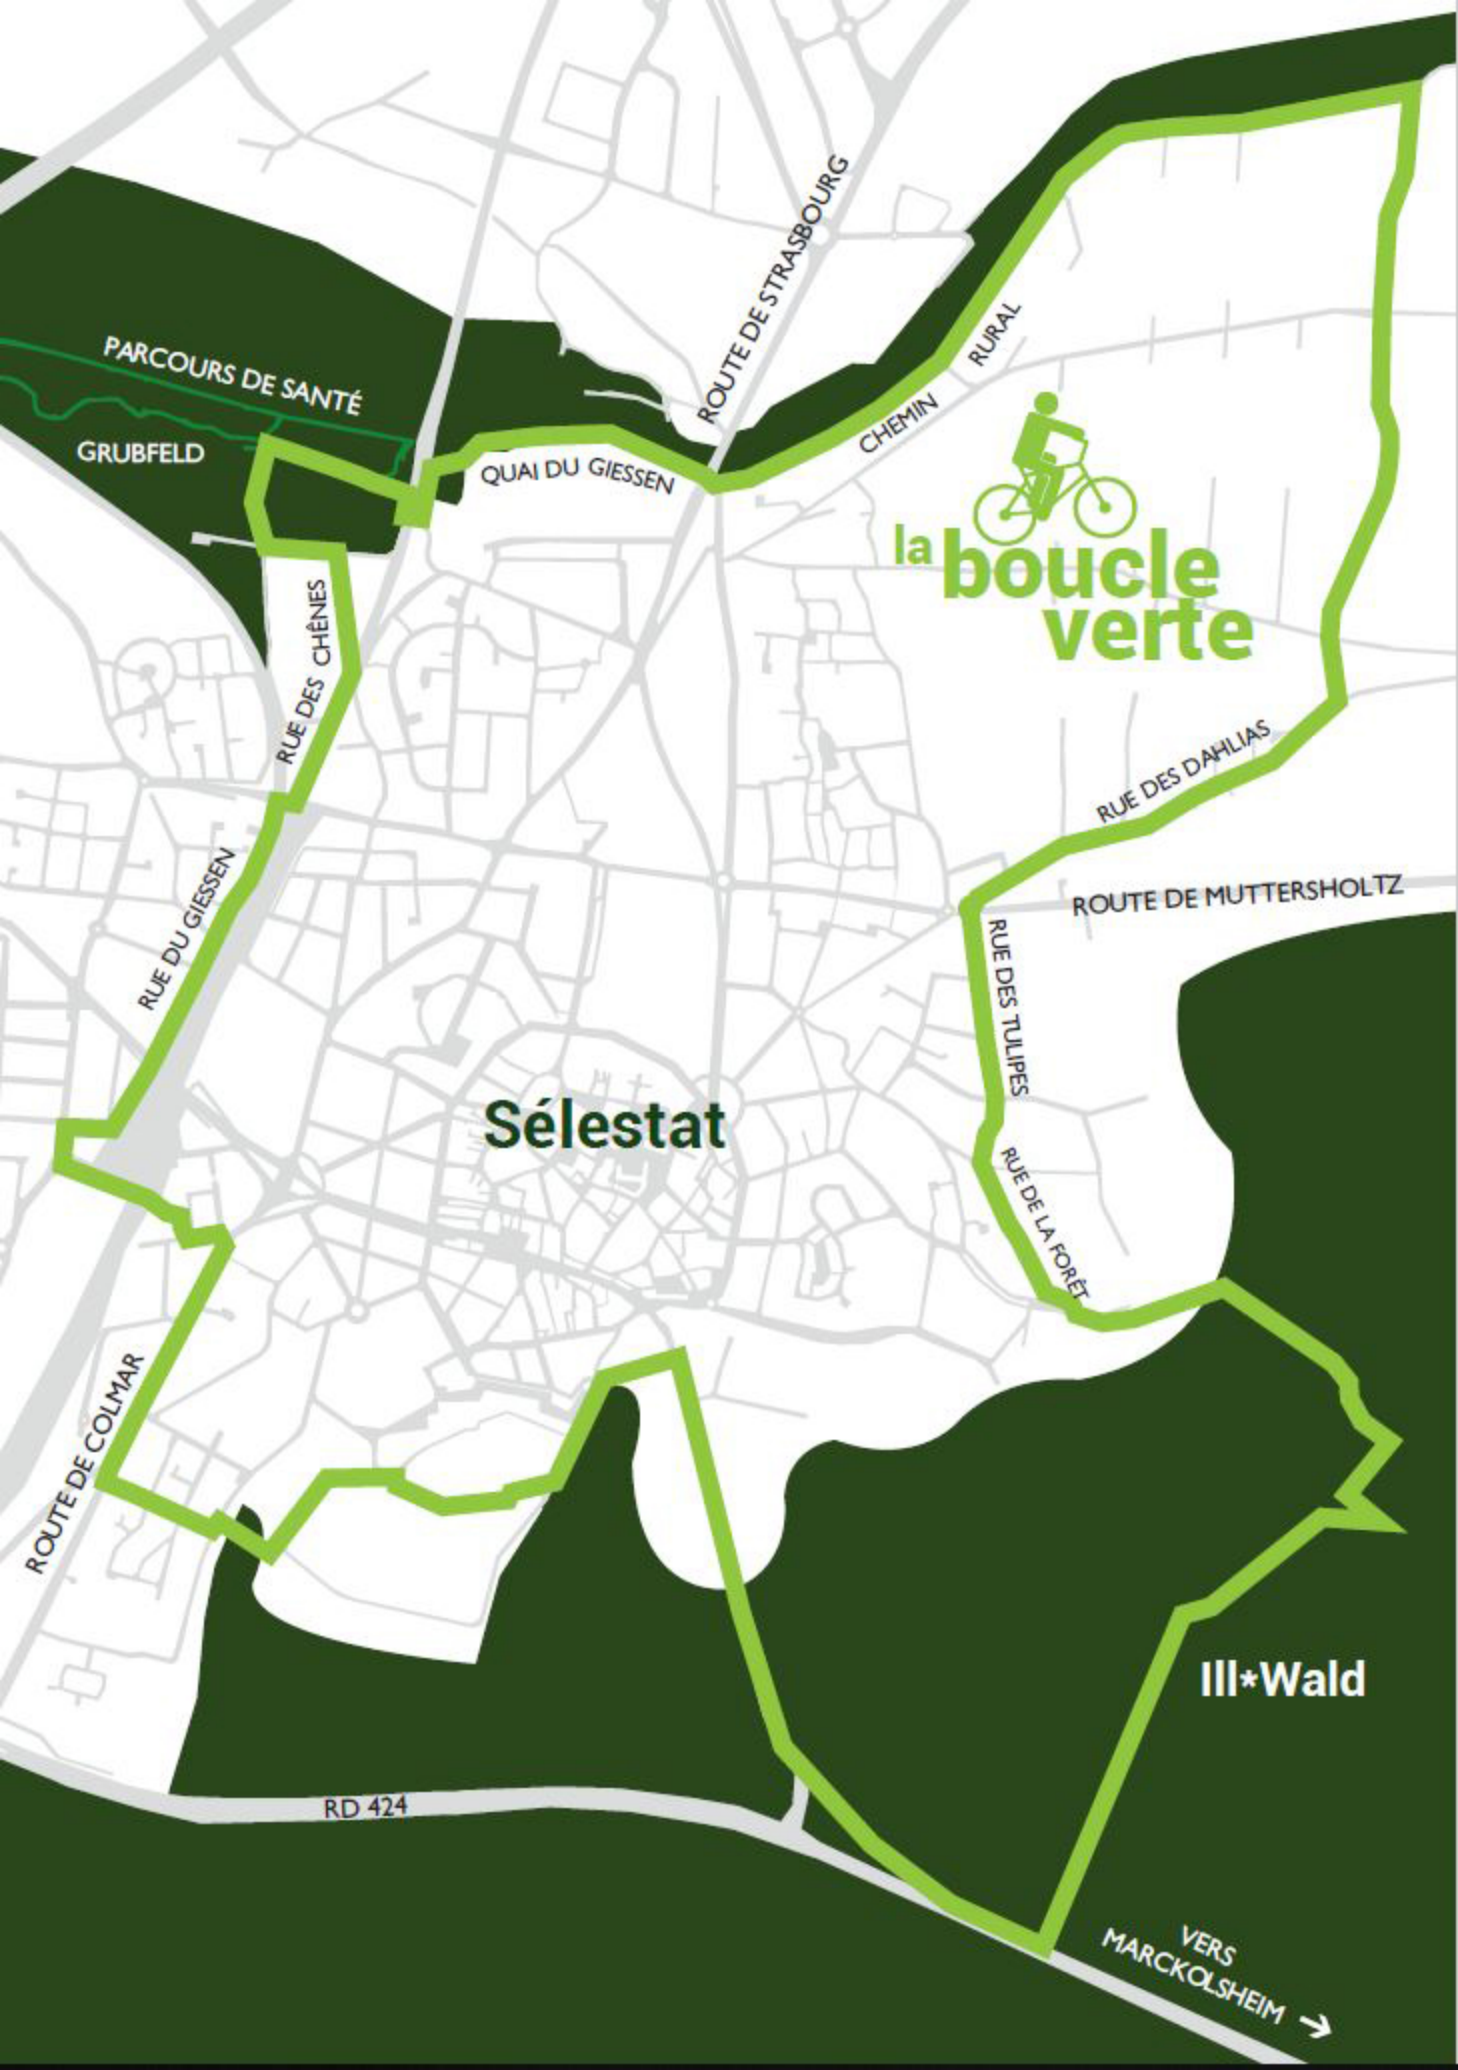 ROUTE DE STRASBOURG
PARCOURS DE SANTÉ
GRUBFELD
QUAI DU GIESSEN
CHEMIN RURAL
la boucle
verte
RUE DES CHÊNES
RUE DES DAHLIAS
RUE DU GIESSEN
ROUTE DE MUTTERSHOLTZ
RUE DES TULIPES
Sélestat
RUE DE LA FORÊT
ROUTE DE COLMAR
Ill*Wald
RD 424
VERS
MARCKOLSHEIM →